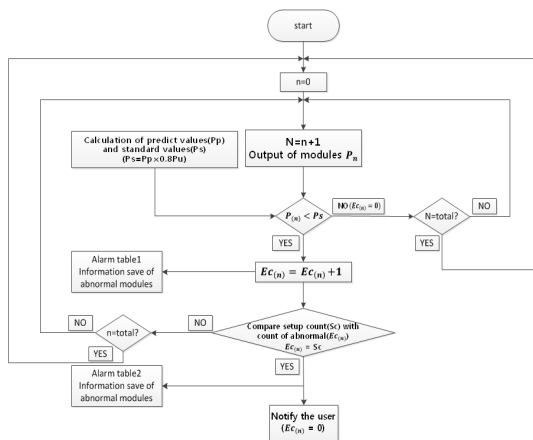 start
n=0
Calculation of predict values(Pp)
and standard values(Ps)
(Ps=Pp×0.8Pu)
N=n+1
Output of modules Pn
P(n) < Ps
NO(Ec(n) = 0)
N=total?
NO
YES
YES
Alarm table1
Information save of
abnormal modules
Ec(n) = Ec(n) +1
NO
n=total?
NO
Compare setup count(Sc) with
count of abnormal(Ec(n))
Ec(n) = Sc
YES
YES
Alarm table2
Information save of
abnormal modules
Notify the user
(Ec(n) = 0)